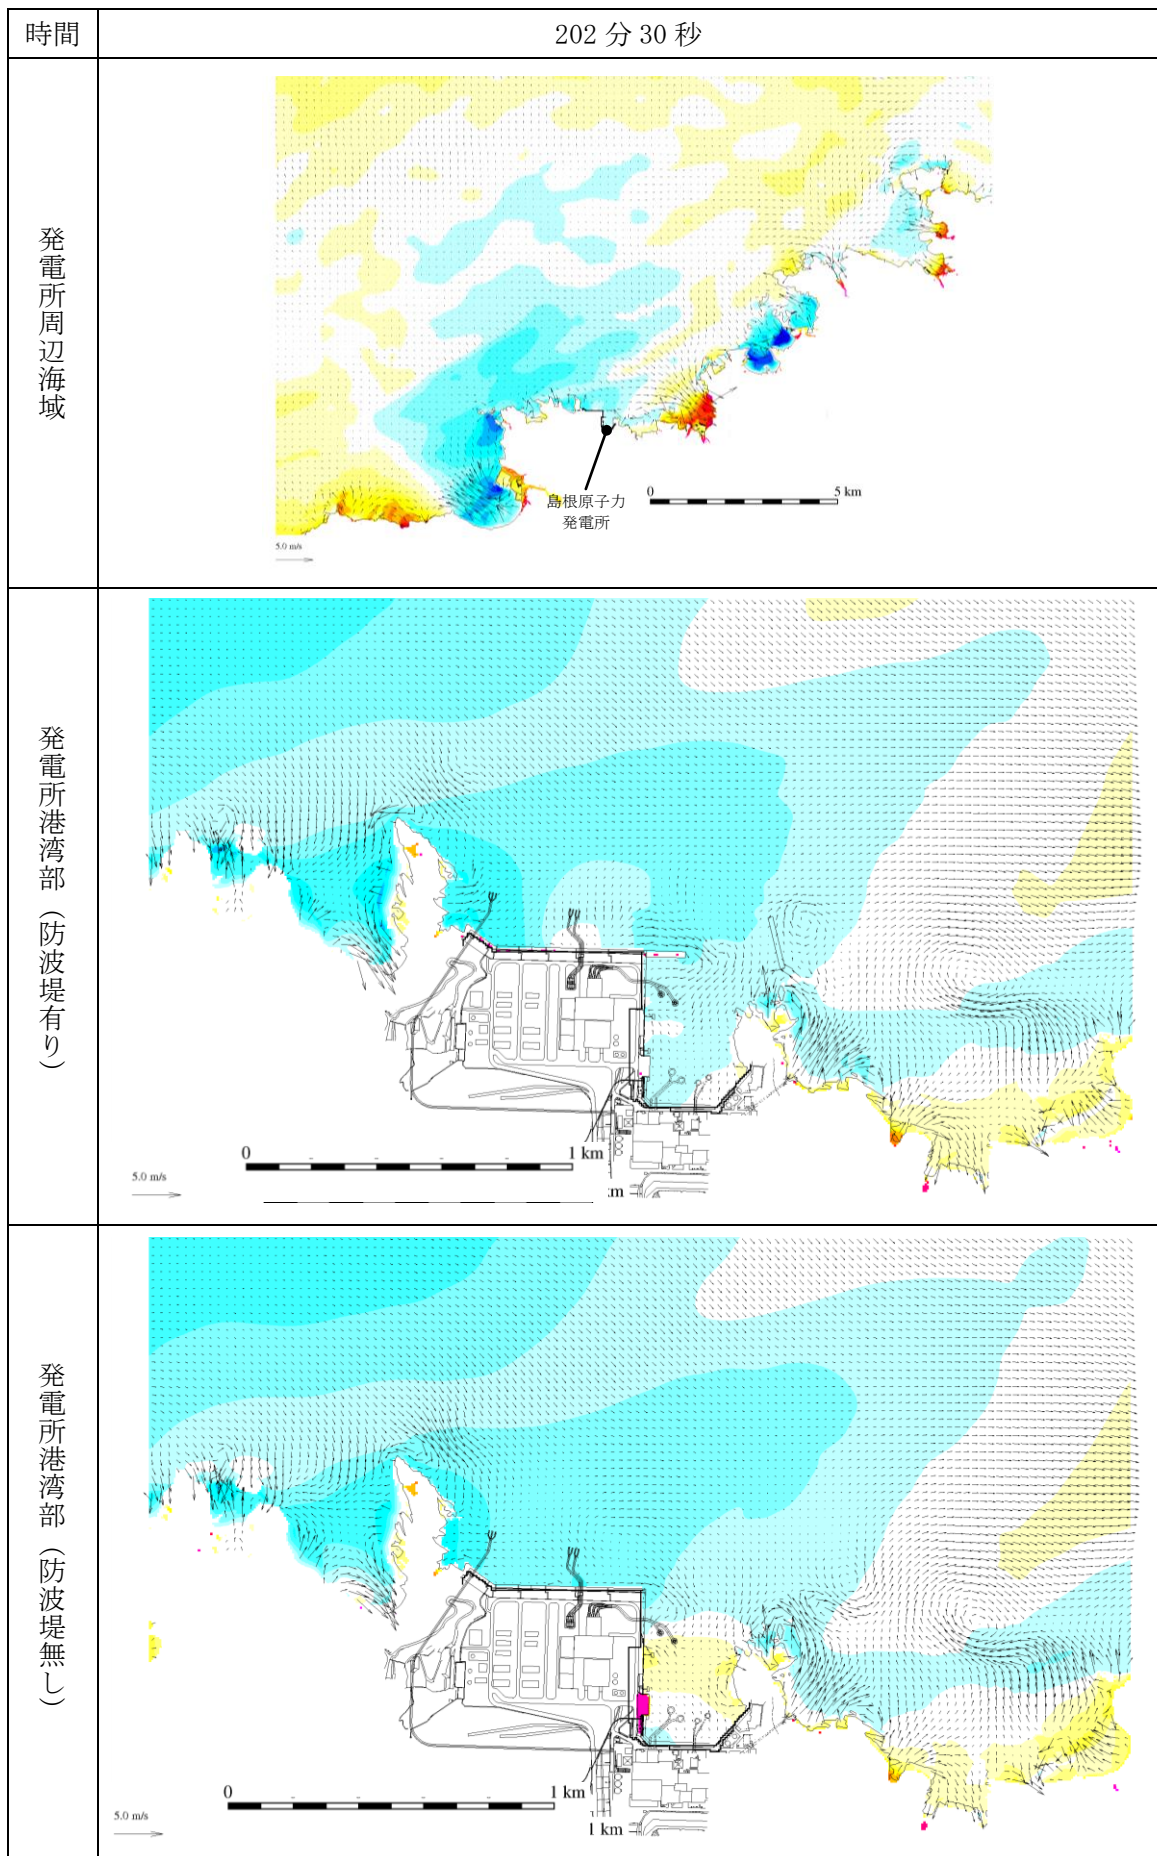 時間
202 分 30 秒
発電所周辺海域
島根原子力
発電所
0
5 km
5.0 m/s
発電所港湾部（防波堤有り）
0
1 km
5.0 m/s
km
発電所港湾部（防波堤無し）
0
1 km
5.0 m/s
1 km